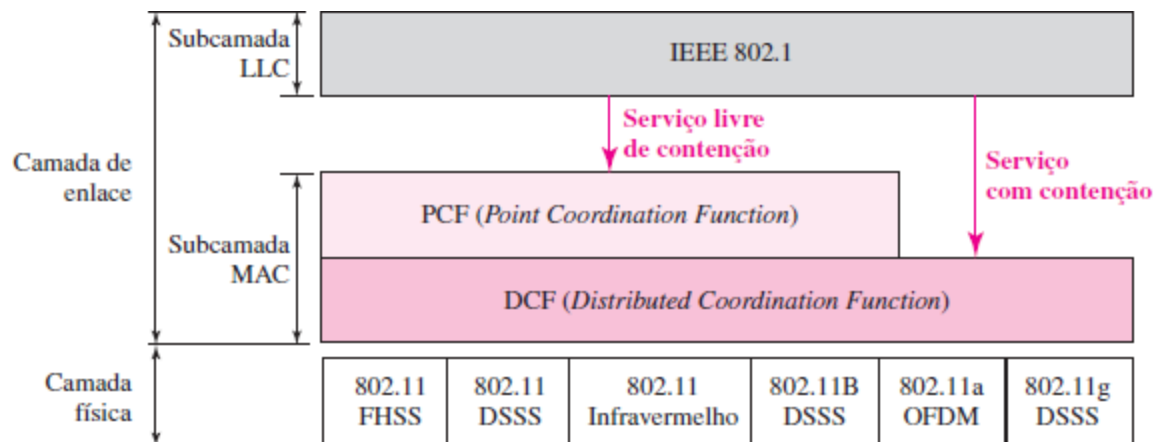 Subcamada
LLC
IEEE 802.1
Serviço livre
de contenção
Serviço
com contenção
Camada de
enlace
PCF (Point Coordination Function)
Subcamada
MAC
DCF (Distributed Coordination Function)
Camada
física
802.11
FHSS
802.11
DSSS
802.11
Infravermelho
802.11B
DSSS
802.11a
OFDM
802.11g
DSSS